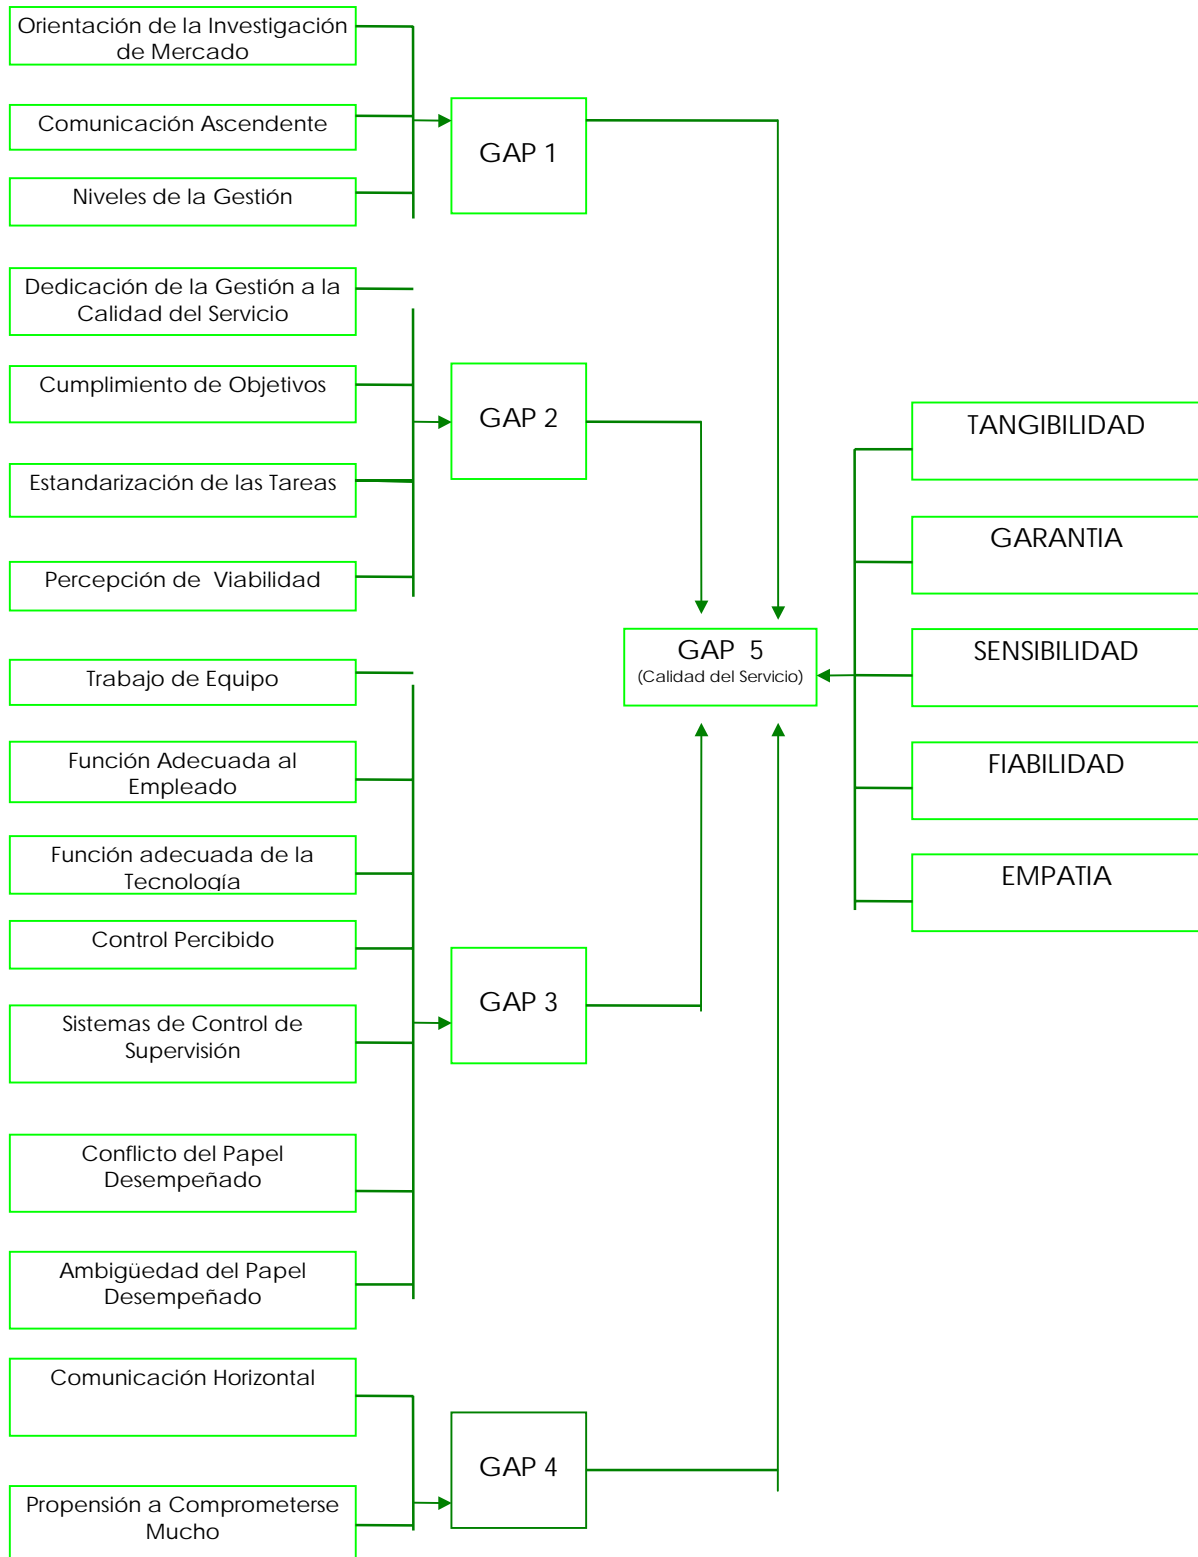 Orientación de la Investigación
de Mercado
Comunicación Ascendente
Niveles de la Gestión
GAP 1
Dedicación de la Gestión a la
Calidad del Servicio
Cumplimiento de Objetivos
Estandarización de las Tareas
Percepción de Viabilidad
GAP 2
Trabajo de Equipo
Función Adecuada al
Empleado
Función adecuada de la
Tecnología
Control Percibido
Sistemas de Control de
Supervisión
Conflicto del Papel
Desempeñado
Ambigüedad del Papel
Desempeñado
GAP 3
Comunicación Horizontal
Propensión a Comprometerse
Mucho
GAP 4
GAP 5
(Calidad del Servicio)
TANGIBILIDAD
GARANTIA
SENSIBILIDAD
FIABILIDAD
EMPATIA